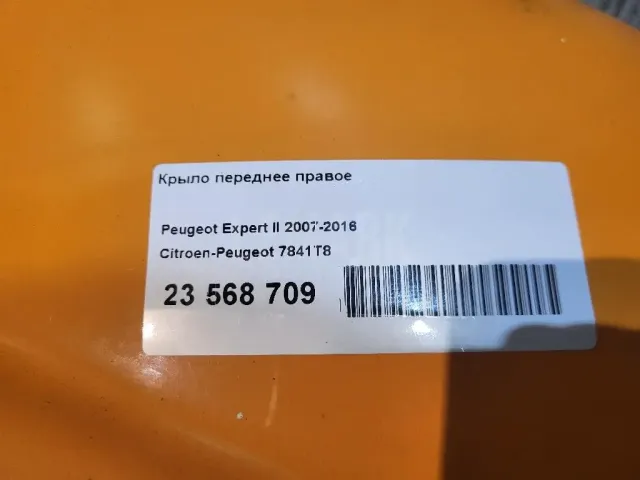 Крыло переднее правое
Peugeot Expert II 2007-2016
Citroen-Peugeot 7841T8
23 568 709